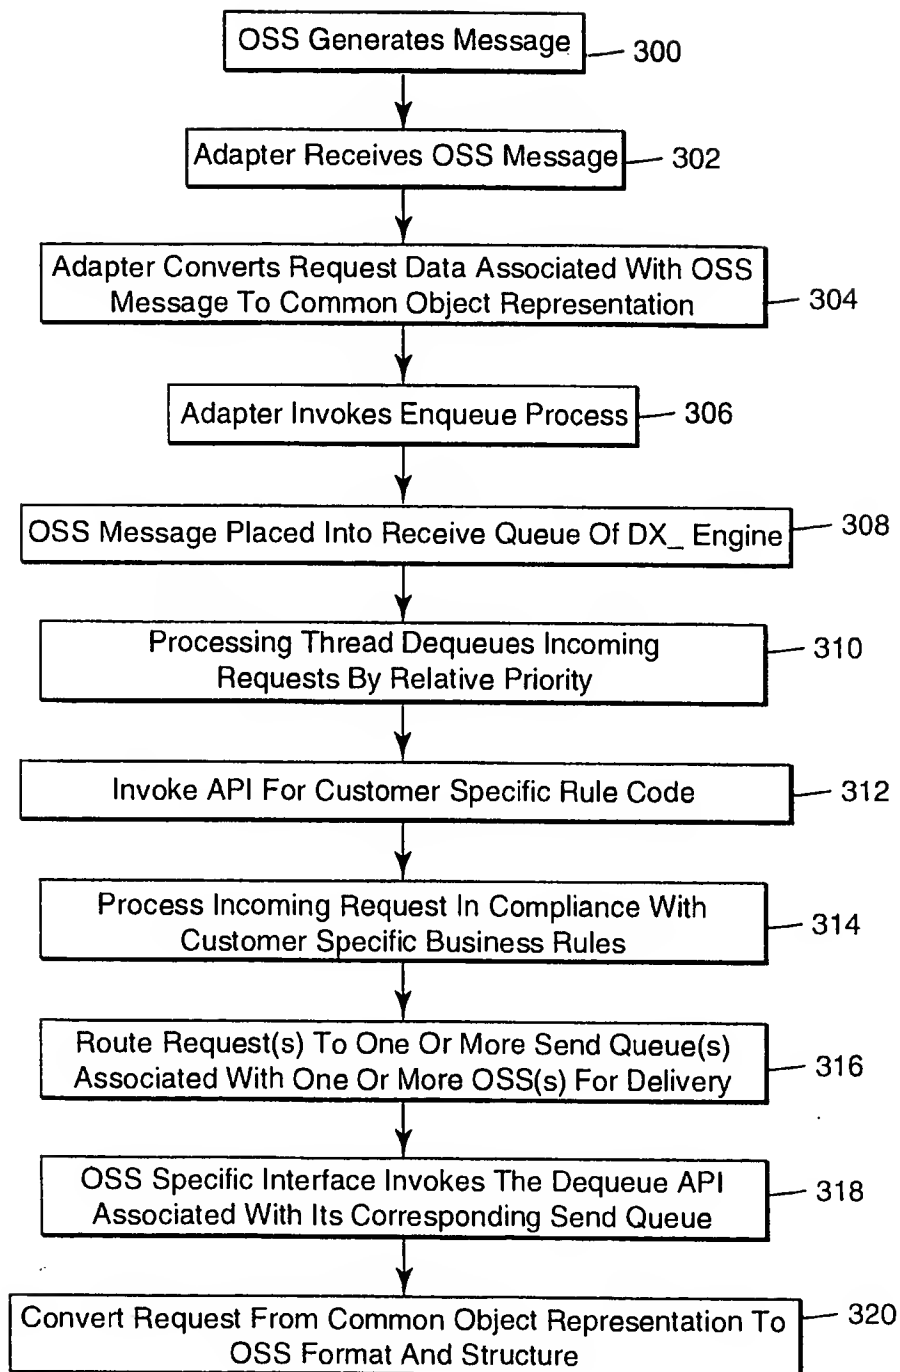 OSS Generates Message
300
Adapter Receives OSS Message
302
Adapter Converts Request Data Associated With OSS
Message To Common Object Representation
304
Adapter Invokes Enqueue Process
306
OSS Message Placed Into Receive Queue Of DX_ Engine
308
Processing Thread Dequeues Incoming
Requests By Relative Priority
310
Invoke API For Customer Specific Rule Code
312
Process Incoming Request In Compliance With
Customer Specific Business Rules
314
Route Request(s) To One Or More Send Queue(s)
Associated With One Or More OSS(s) For Delivery
316
OSS Specific Interface Invokes The Dequeue API
Associated With Its Corresponding Send Queue
318
Convert Request From Common Object Representation To
OSS Format And Structure
320